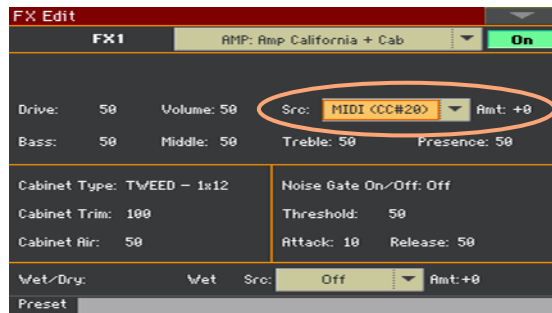 FX Edit
FX1 AMP: Amp California + Cab On
Drive: 50 Volume: 50 Src: MIDI (CC#20) Amt: +0
Bass: 50 Middle: 50 Treble: 50 Presence: 50
Cabinet Type: TWEED - 1x12 Noise Gate On/Off: Off
Cabinet Trim: 100 Threshold: 50
Cabinet Air: 50 Attack: 10 Release: 50
Wet/Dry: Wet Src: Off Amt:+0
Preset